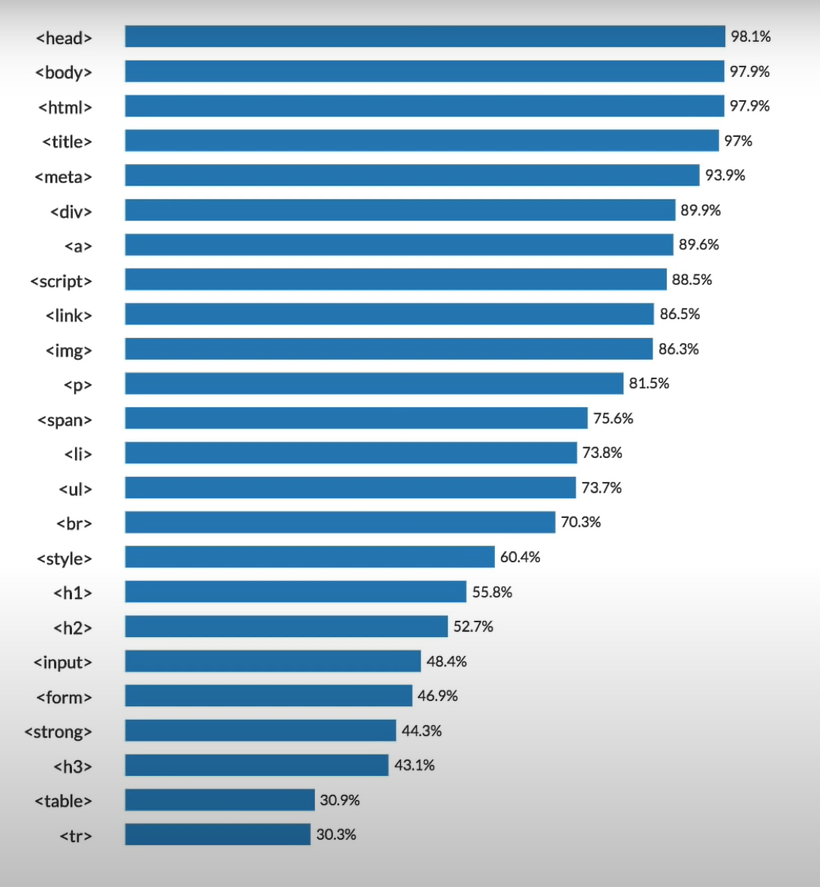 <head> 98.1%
<body> 97.9%
<html> 97.9%
<title> 97%
<meta> 93.9%
<div> 89.9%
<a> 89.6%
<script> 88.5%
<link> 86.5%
<img> 86.3%
<p> 81.5%
<span> 75.6%
<li> 73.8%
<ul> 73.7%
<br> 70.3%
<style> 60.4%
<h1> 55.8%
<h2> 52.7%
<input> 48.4%
<form> 46.9%
<strong> 44.3%
<h3> 43.1%
<table> 30.9%
<tr> 30.3%